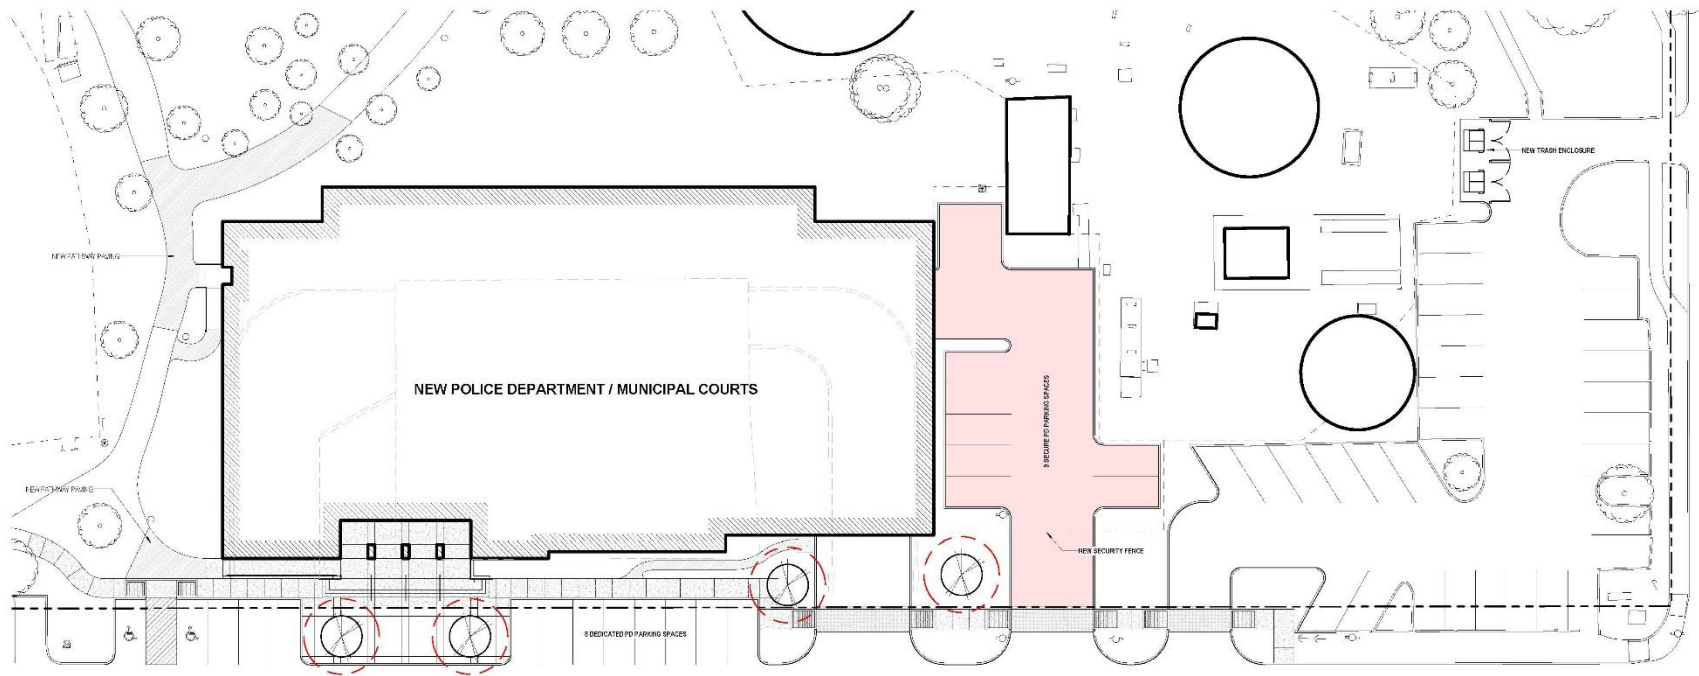 NEW TRASH ENCLOSURE
NEW PATHWAY PAVING
NEW POLICE DEPARTMENT / MUNICIPAL COURTS
9 SECURE PD PARKING SPACES
NEW PATHWAY PAVING
NEW SECURITY FENCE
8 DEDICATED PD PARKING SPACES